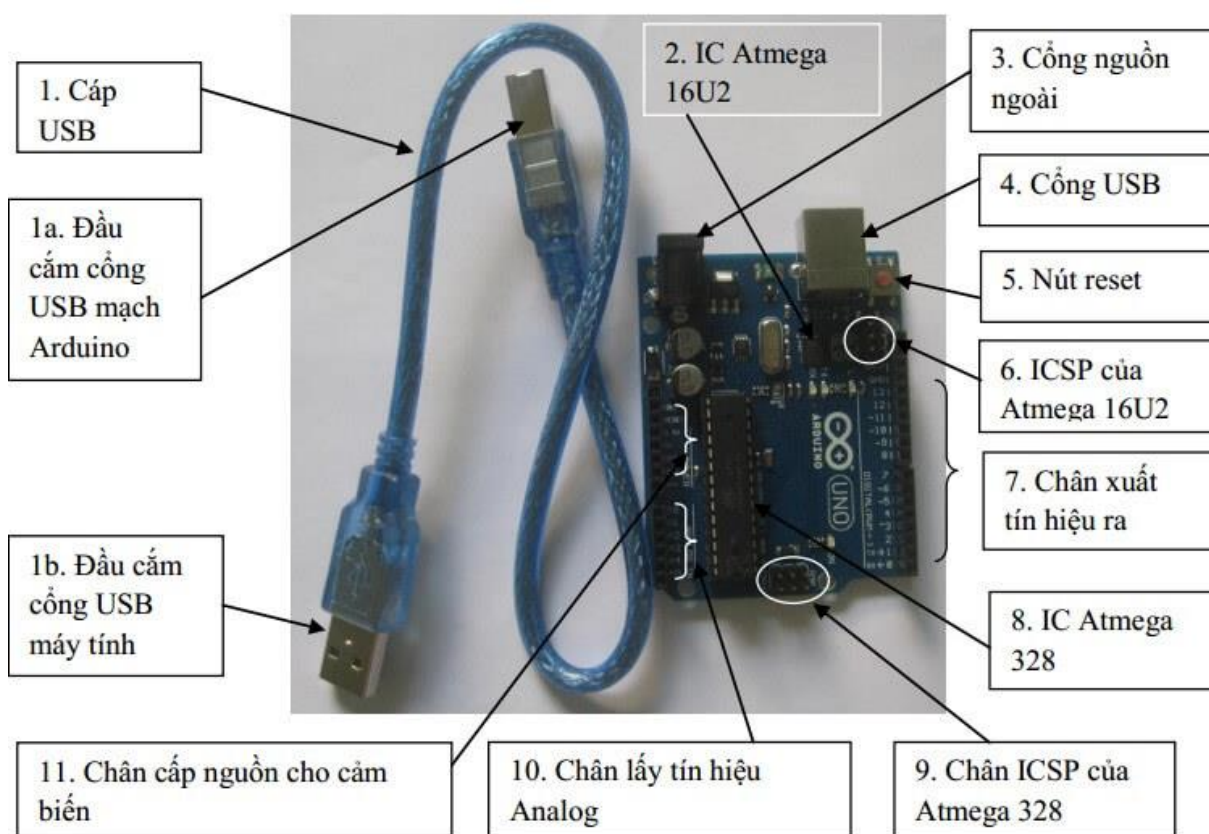 1. Cáp
USB
1a. Đầu
cắm cổng
USB mạch
Arduino
1b. Đầu cắm
cổng USB
máy tính
2. IC Atmega
16U2
3. Cổng nguồn
ngoài
4. Cổng USB
5. Nút reset
6. ICSP của
Atmega 16U2
7. Chân xuất
tín hiệu ra
8. IC Atmega
328
9. Chân ICSP của
Atmega 328
10. Chân lấy tín hiệu
Analog
11. Chân cấp nguồn cho cảm
biến
ARDUINO
UNO